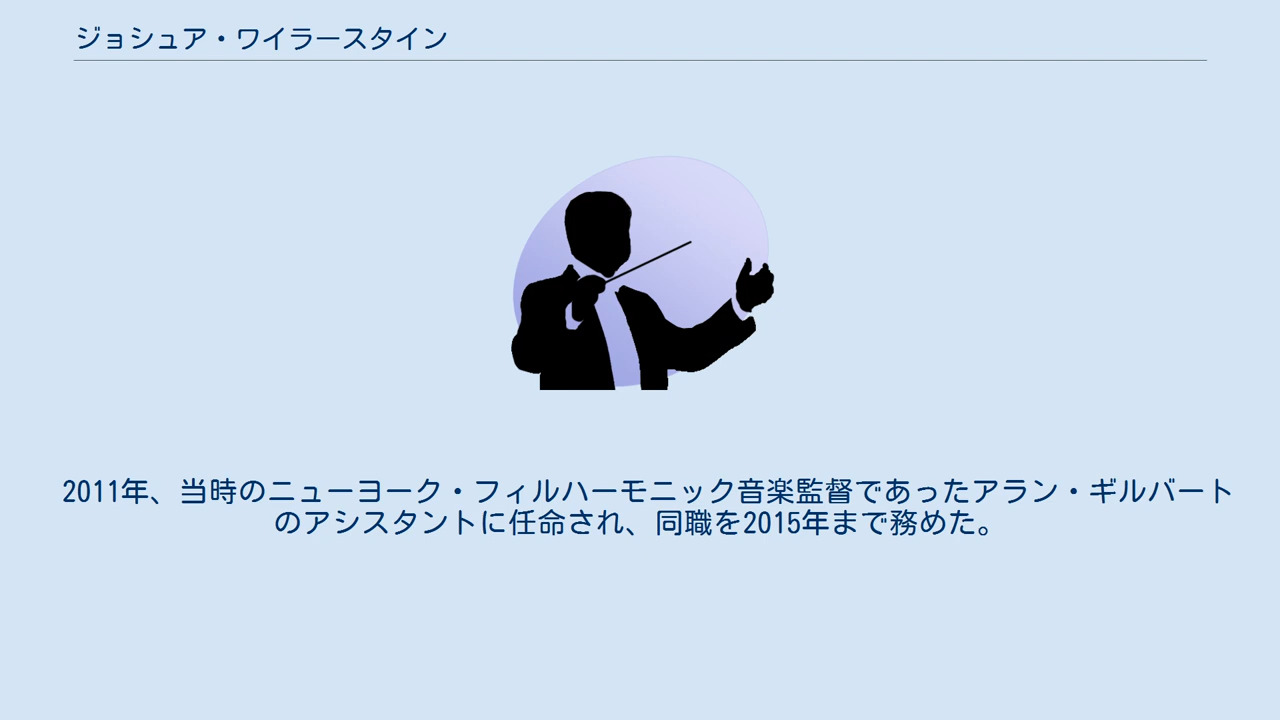 ジョシュア・ワイラースタイン
2011年、当時のニューヨーク・フィルハーモニック音楽監督であったアラン・ギルバート
のアシスタントに任命され、同職を2015年まで務めた。